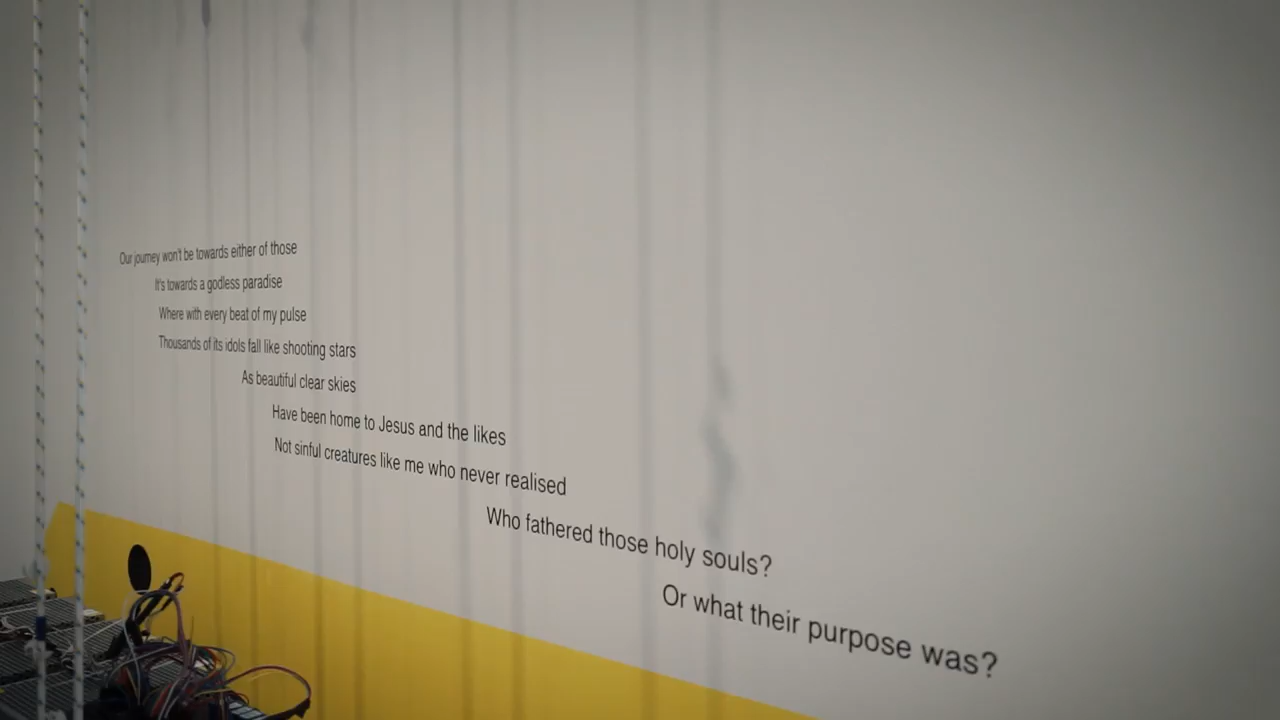 Our journey won't be towards either of those
It's towards a godless paradise
Where with every beat of my pulse
Thousands of its idols fall like shooting stars
As beautiful clear skies
Have been home to Jesus and the likes
Not sinful creatures like me who never realised
Who fathered those holy souls?
Or what their purpose was?